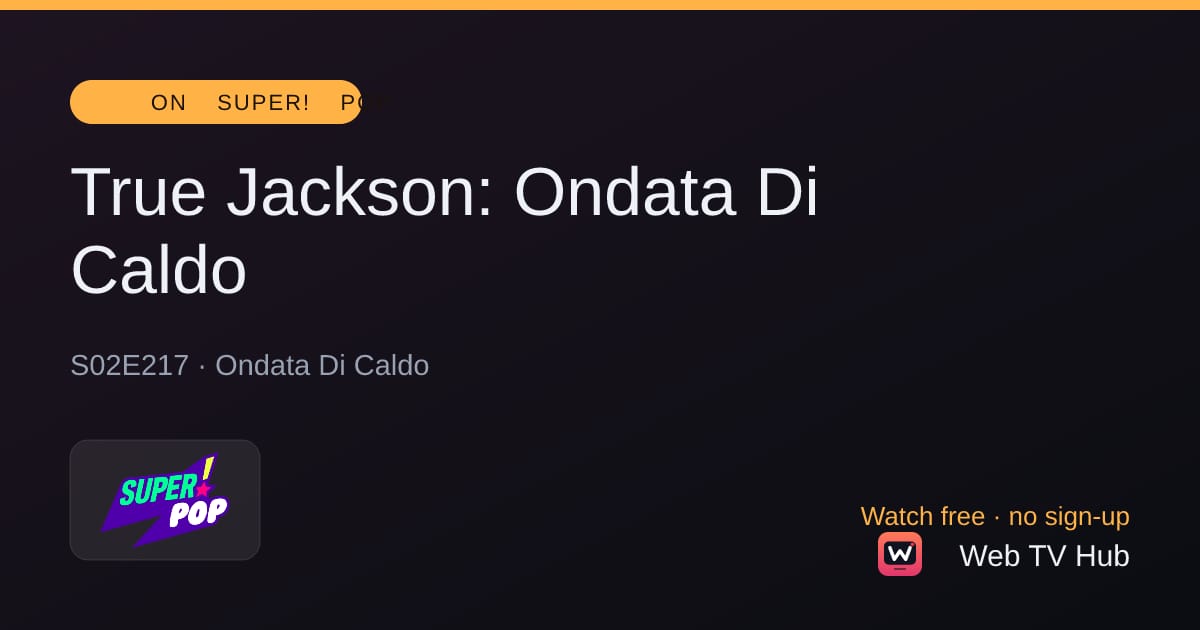 ON SUPER! PO
True Jackson: Ondata Di
Caldo
S02E217 · Ondata Di Caldo
SUPER!
POP
Watch free · no sign-up
W
Web TV Hub